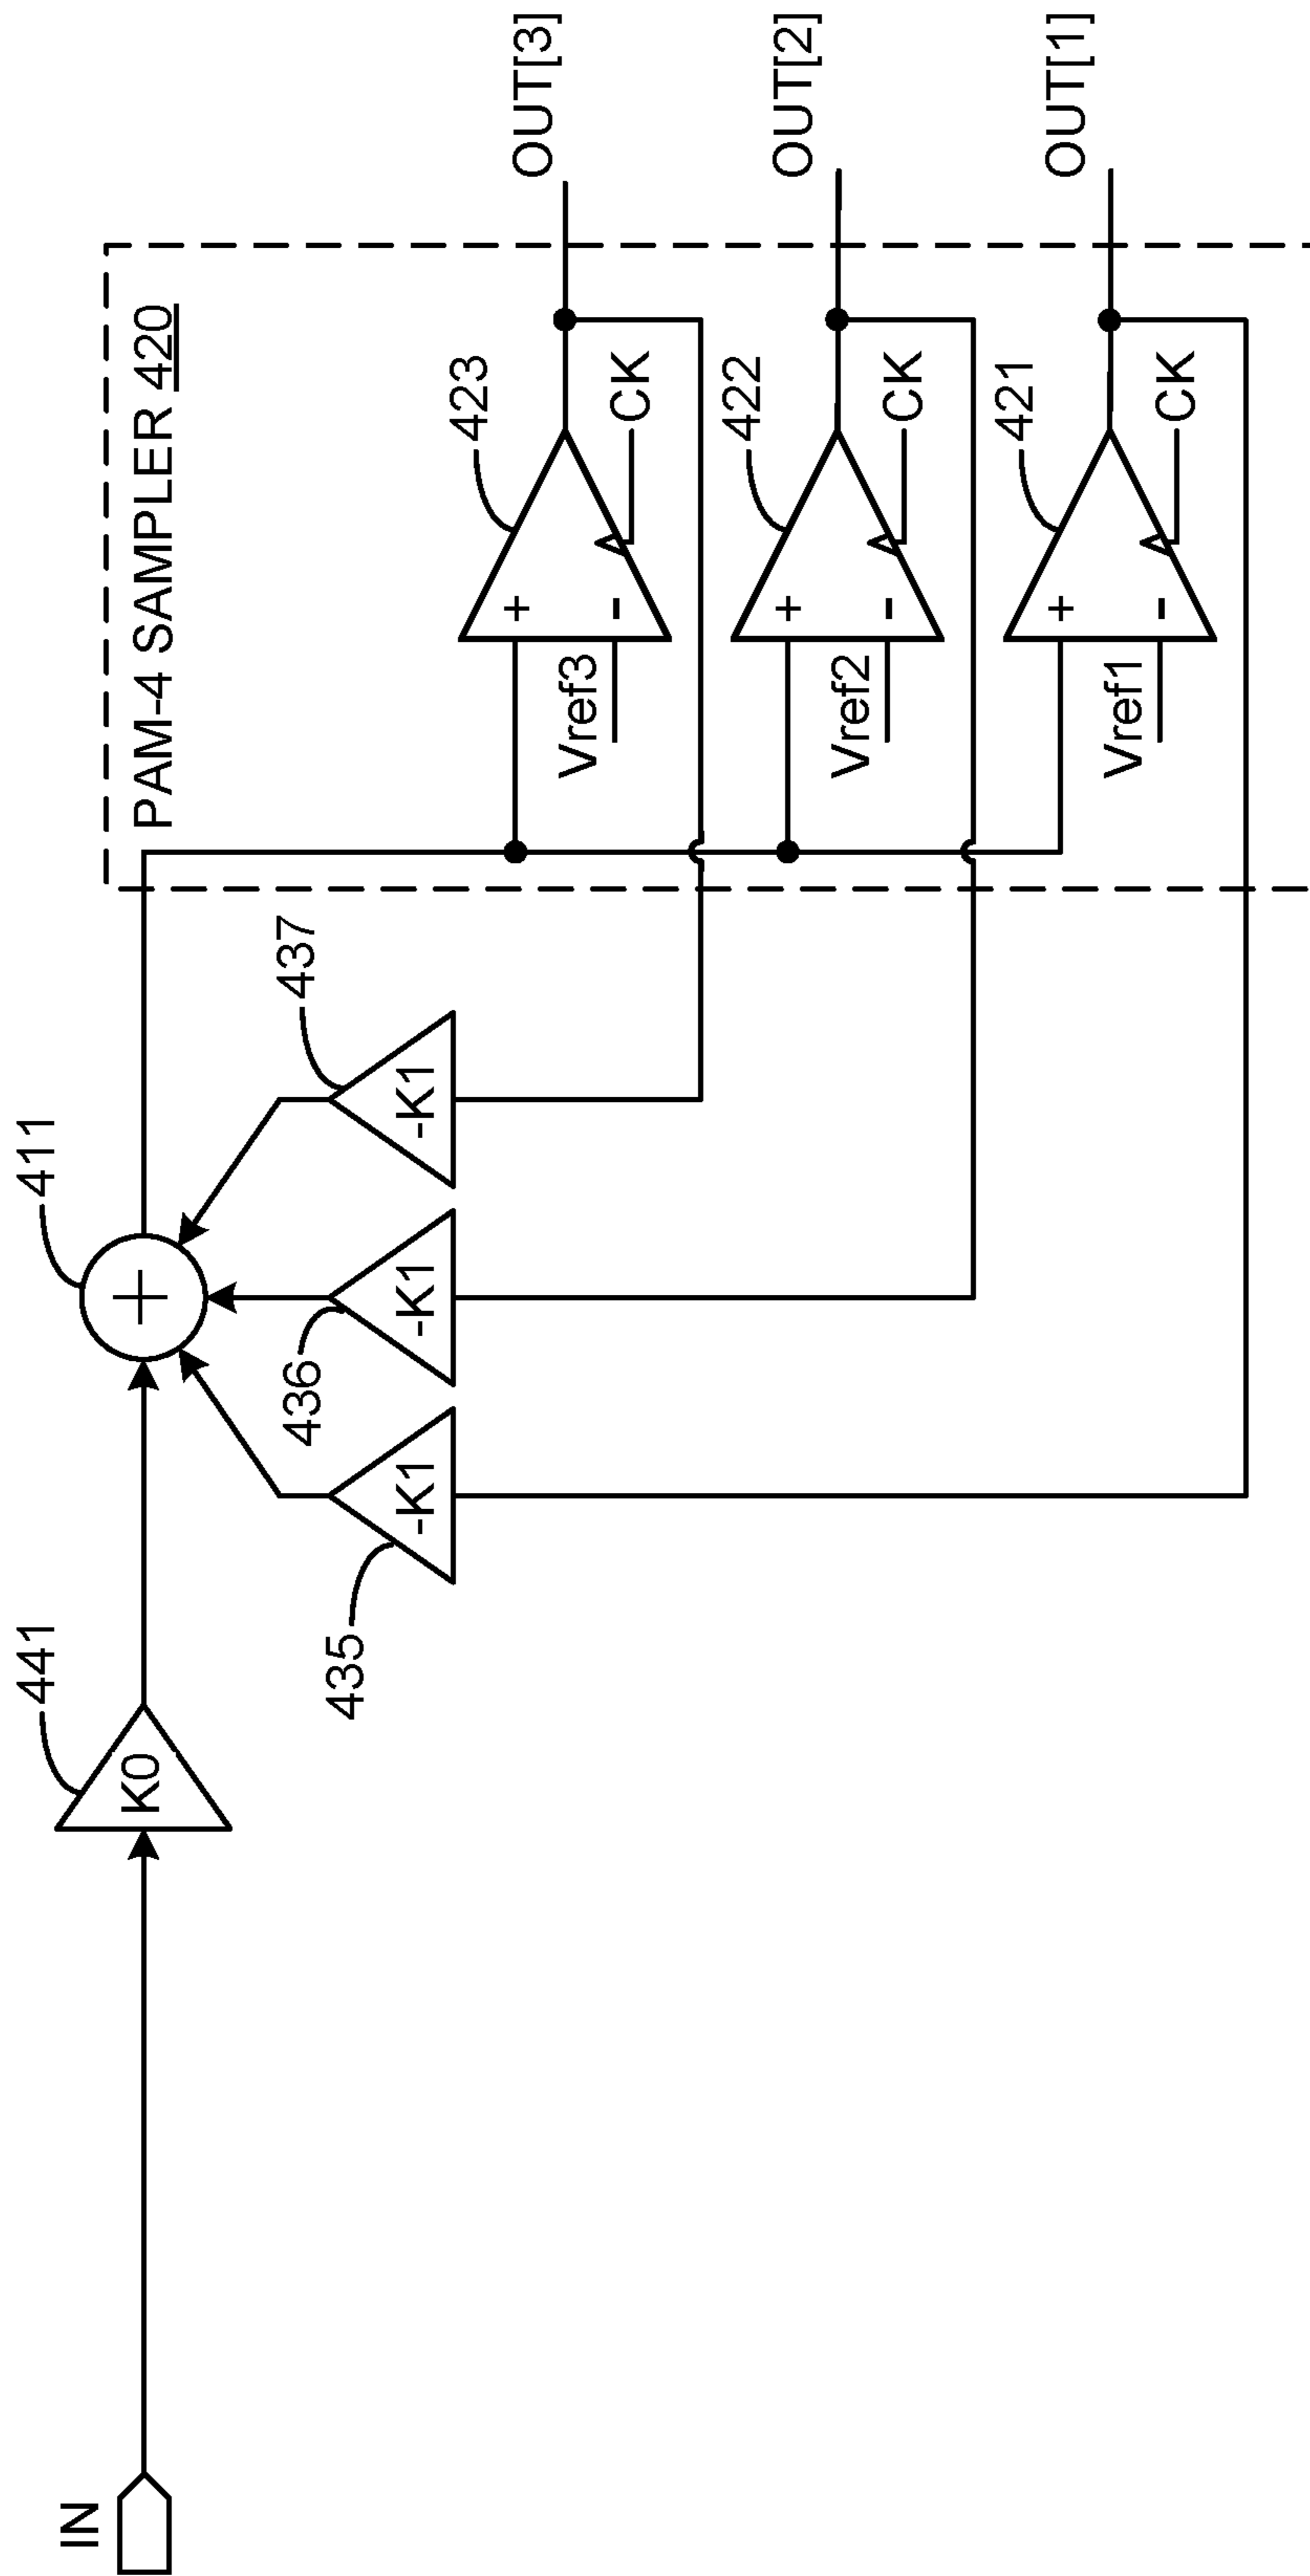 IN
441
K0
411
435
-K1
436
-K1
437
-K1
PAM-4 SAMPLER 420
423
+
-
Vref3
CK
OUT[3]
422
+
-
Vref2
CK
OUT[2]
421
+
-
Vref1
CK
OUT[1]